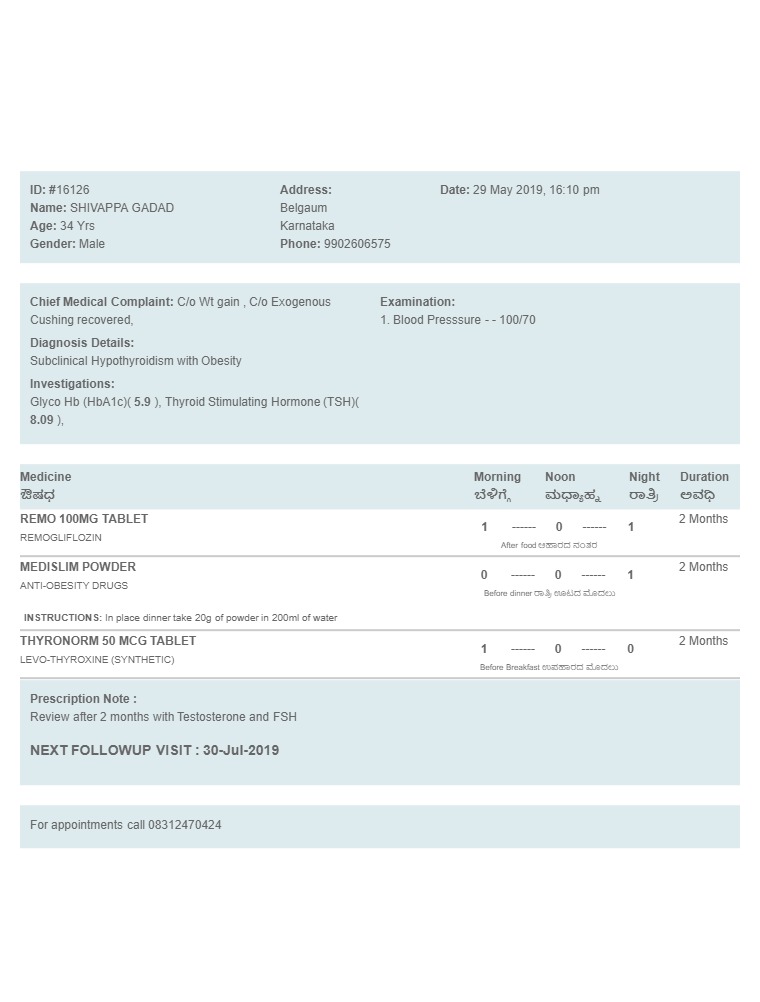 ID: #16126
Name: SHIVAPPA GADAD
Age: 34 Yrs
Gender: Male
Address:
Belgaum
Karnataka
Phone: 9902606575
Date: 29 May 2019, 16:10 pm
Chief Medical Complaint: C/o Wt gain , C/o Exogenous
Cushing recovered,
Diagnosis Details:
Subclinical Hypothyroidism with Obesity
Investigations:
Glyco Hb (HbA1c)( 5.9 ), Thyroid Stimulating Hormone (TSH)(
8.09 ),
Examination:
1. Blood Presssure - - 100/70
Medicine Morning Noon Night Duration
ಔಷಧ ಬೆಳಿಗ್ಗೆ ಮಧ್ಯಾಹ್ನ ರಾತ್ರಿ ಅವಧಿ
REMO 100MG TABLET 1 ------ 0 ------ 1 2 Months
REMOGLIFLOZIN
After food ಆಹಾರದ ನಂತರ
MEDISLIM POWDER 0 ------ 0 ------ 1 2 Months
ANTI-OBESITY DRUGS
Before dinner ರಾತ್ರಿ ಊಟದ ಮೊದಲು
INSTRUCTIONS: In place dinner take 20g of powder in 200ml of water
THYRONORM 50 MCG TABLET 1 ------ 0 ------ 0 2 Months
LEVO-THYROXINE (SYNTHETIC)
Before Breakfast ಉಪಹಾರದ ಮೊದಲು
Prescription Note :
Review after 2 months with Testosterone and FSH
NEXT FOLLOWUP VISIT : 30-Jul-2019
For appointments call 08312470424